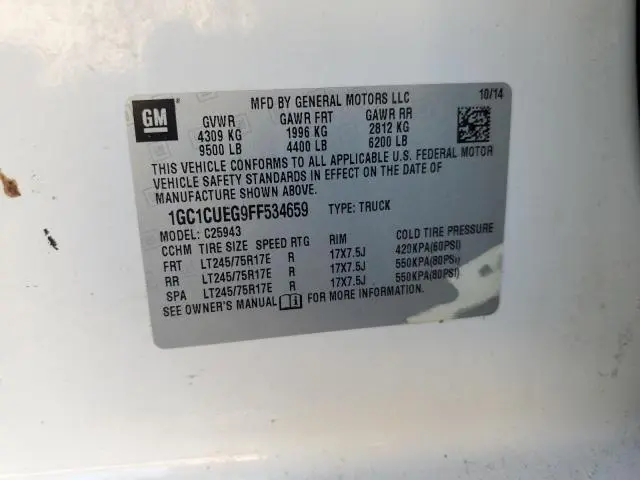 GM
MFD BY GENERAL MOTORS LLC 10/14
GVWR GAWR FRT GAWR RR
4309 KG 1996 KG 2812 KG
9500 LB 4400 LB 6200 LB
THIS VEHICLE CONFORMS TO ALL APPLICABLE U.S. FEDERAL MOTOR
VEHICLE SAFETY STANDARDS IN EFFECT ON THE DATE OF
MANUFACTURE SHOWN ABOVE.
1GC1CUEG9FF534659 TYPE: TRUCK
MODEL: C25943
CCHM TIRE SIZE SPEED RTG RIM COLD TIRE PRESSURE
FRT LT245/75R17E R 17X7.5J 420KPA(60PSI)
RR LT245/75R17E R 17X7.5J 550KPA(80PSI)
SPA LT245/75R17E R 17X7.5J 550KPA(80PSI)
SEE OWNER'S MANUAL FOR MORE INFORMATION.